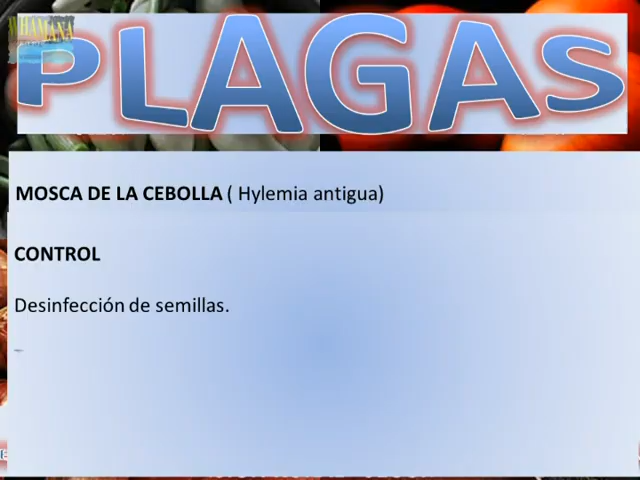 PLAGAS
MOSCA DE LA CEBOLLA ( Hylemia antigua)
CONTROL
Desinfección de semillas.